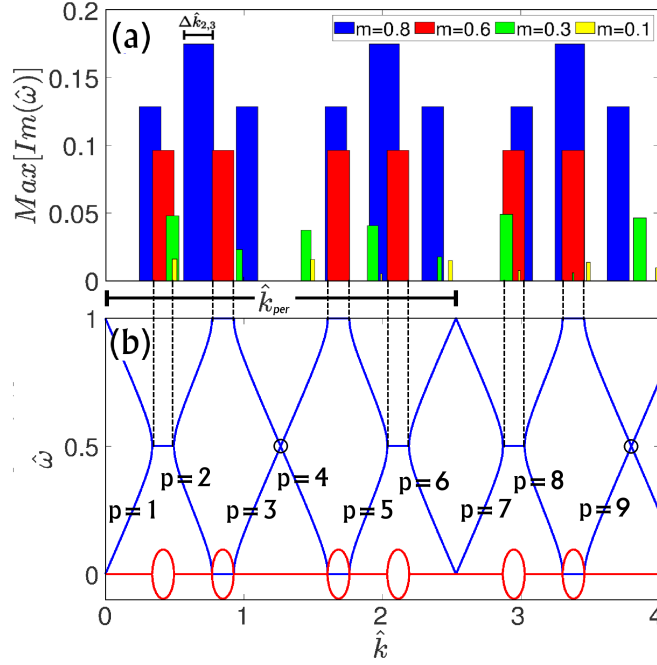 (a)
Δk̂₂,₃
m=0.8 m=0.6 m=0.3 m=0.1
Max[Im(ω̂)]
0.2
0.15
0.1
0.05
0
k̂ₚₑᵣ
(b)
1
0.5
0
ω̂
p=1 p=2 p=3 p=4 p=5 p=6 p=7 p=8 p=9
0 1 2 3 4
k̂